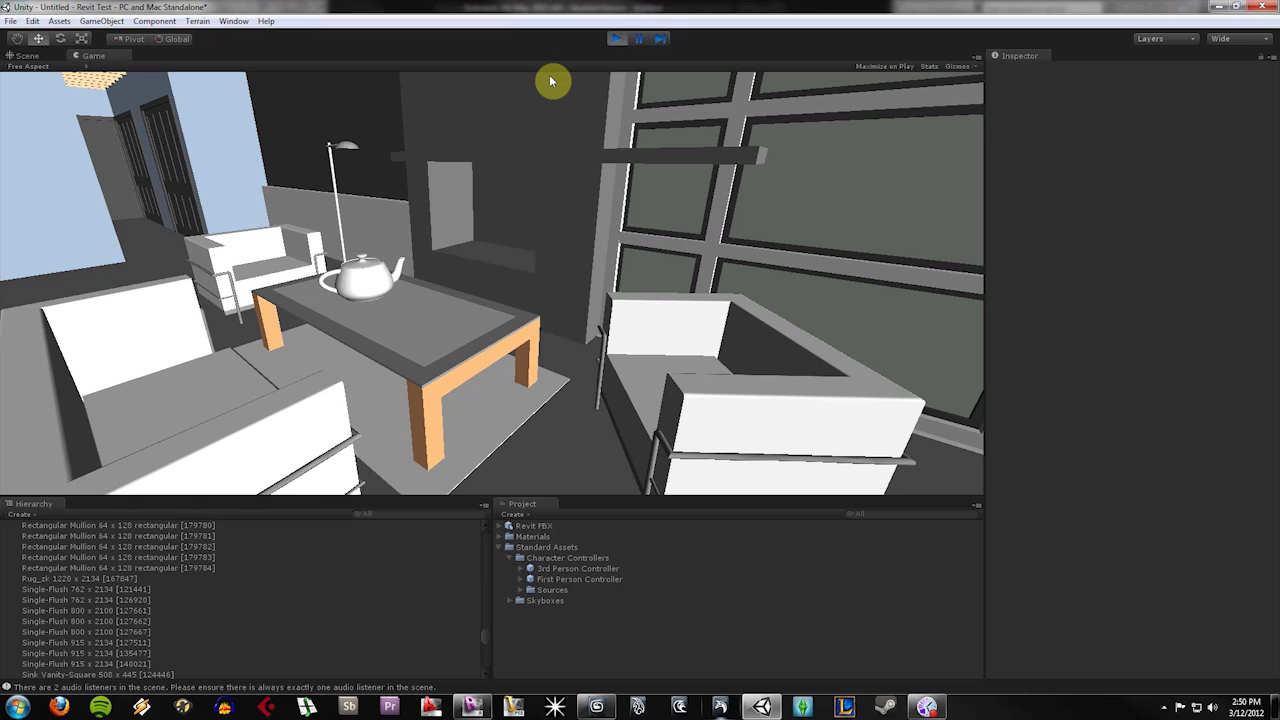 Unity - Untitled - Revit Test - PC and Mac Standalone*
File Edit Assets GameObject Component Terrain Window Help
Pivot Global Layers Wide
Scene Game Inspector
Free Aspect Maximize on Play Stats Gizmos
Hierarchy Project
Create All Create All
Rectangular Mullion 64 x 128 rectangular [179780]
Rectangular Mullion 64 x 128 rectangular [179781]
Rectangular Mullion 64 x 128 rectangular [179782]
Rectangular Mullion 64 x 128 rectangular [179783]
Rectangular Mullion 64 x 128 rectangular [179784]
Rug_zk 1220 x 2134 [167847]
Single-Flush 762 x 2134 [121441]
Single-Flush 762 x 2134 [126920]
Single-Flush 800 x 2100 [127661]
Single-Flush 800 x 2100 [127662]
Single-Flush 800 x 2100 [127667]
Single-Flush 915 x 2134 [127511]
Single-Flush 915 x 2134 [135477]
Single-Flush 915 x 2134 [140021]
Sink Vanity-Square 508 x 445 [124446]
Revit FBX
Materials
Standard Assets
Character Controllers
3rd Person Controller
First Person Controller
Sources
Skyboxes
There are 2 audio listeners in the scene. Please ensure there is always exactly one audio listener in the scene.
Sb Pr L
2:50 PM
3/12/2012